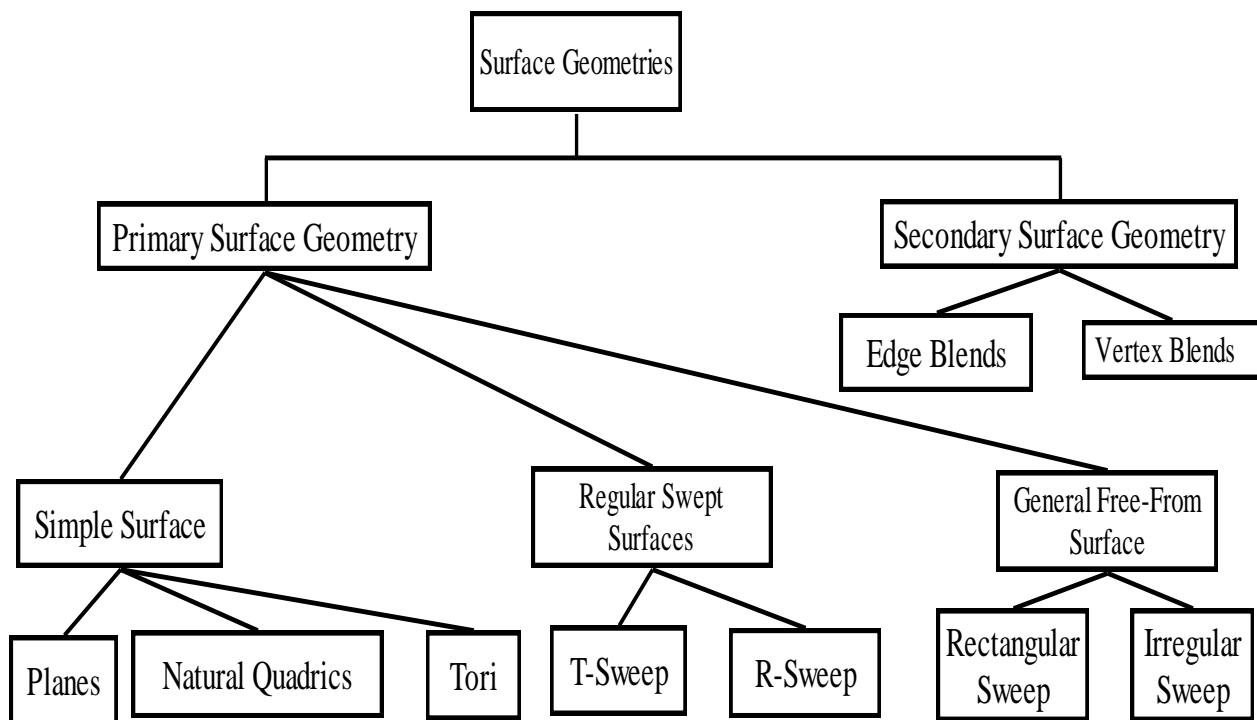 Surface Geometries
Primary Surface Geometry
Secondary Surface Geometry
Edge Blends
Vertex Blends
Simple Surface
Regular Swept
Surfaces
General Free-From
Surface
Planes
Natural Quadrics
Tori
T-Sweep
R-Sweep
Rectangular
Sweep
Irregular
Sweep